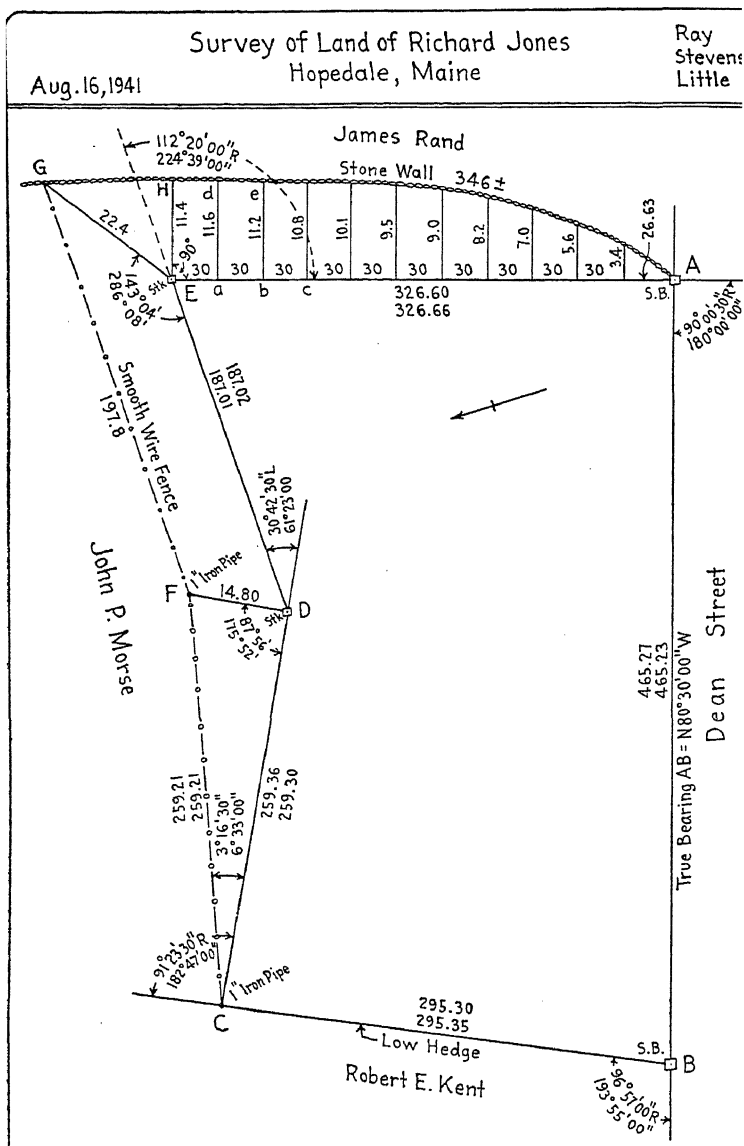 Survey of Land of Richard Jones
Hopedale, Maine
Aug. 16, 1941
Ray
Stevens
Little
James Rand
112°20'00"R
224°39'00"
Stone Wall
346±
G
H
d
e
11.4
11.6
11.2
10.8
10.1
9.5
9.0
8.2
7.0
5.6
3.4
26.63
22.4
90°
30
30
30
30
30
30
30
30
30
30
A
Stk
E
a
b
c
S.B.
326.60
326.66
143°04'
286°08'
90°00'30"R
180°00'00"
187.02
187.01
Smooth Wire Fence
197.8
30°42'30"L
61°23'00
1" Iron Pipe
F
14.80
Stk
D
87°56'
175°52'
John P. Morse
465.27
465.23
True Bearing AB = N80°30'00"W
Dean Street
259.21
259.21
3°16'30"
6°33'00"
259.36
259.30
91°23'30"R
182°47'00"
1" Iron Pipe
C
295.30
295.35
Low Hedge
S.B.
B
Robert E. Kent
96°57'00"R
193°55'00"